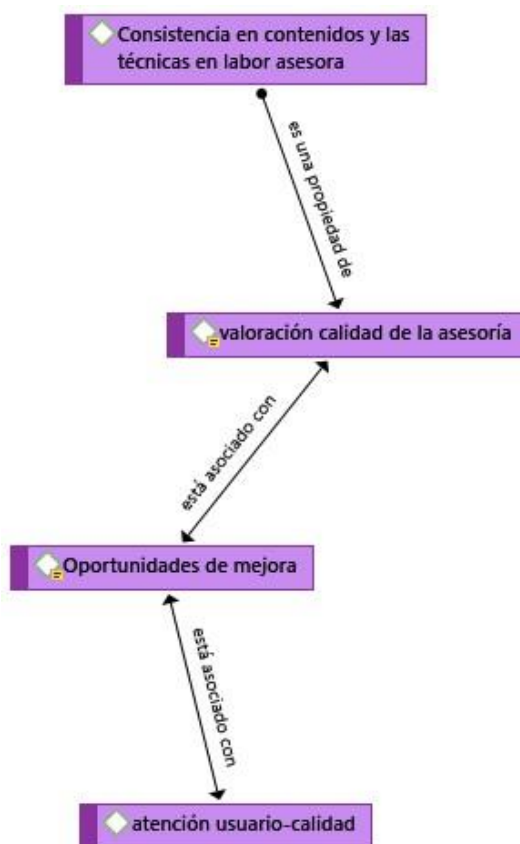 Consistencia en contenidos y las
técnicas en labor asesora
es una propiedad de
valoración calidad de la asesoría
está asociado con
Oportunidades de mejora
está asociado con
atención usuario-calidad